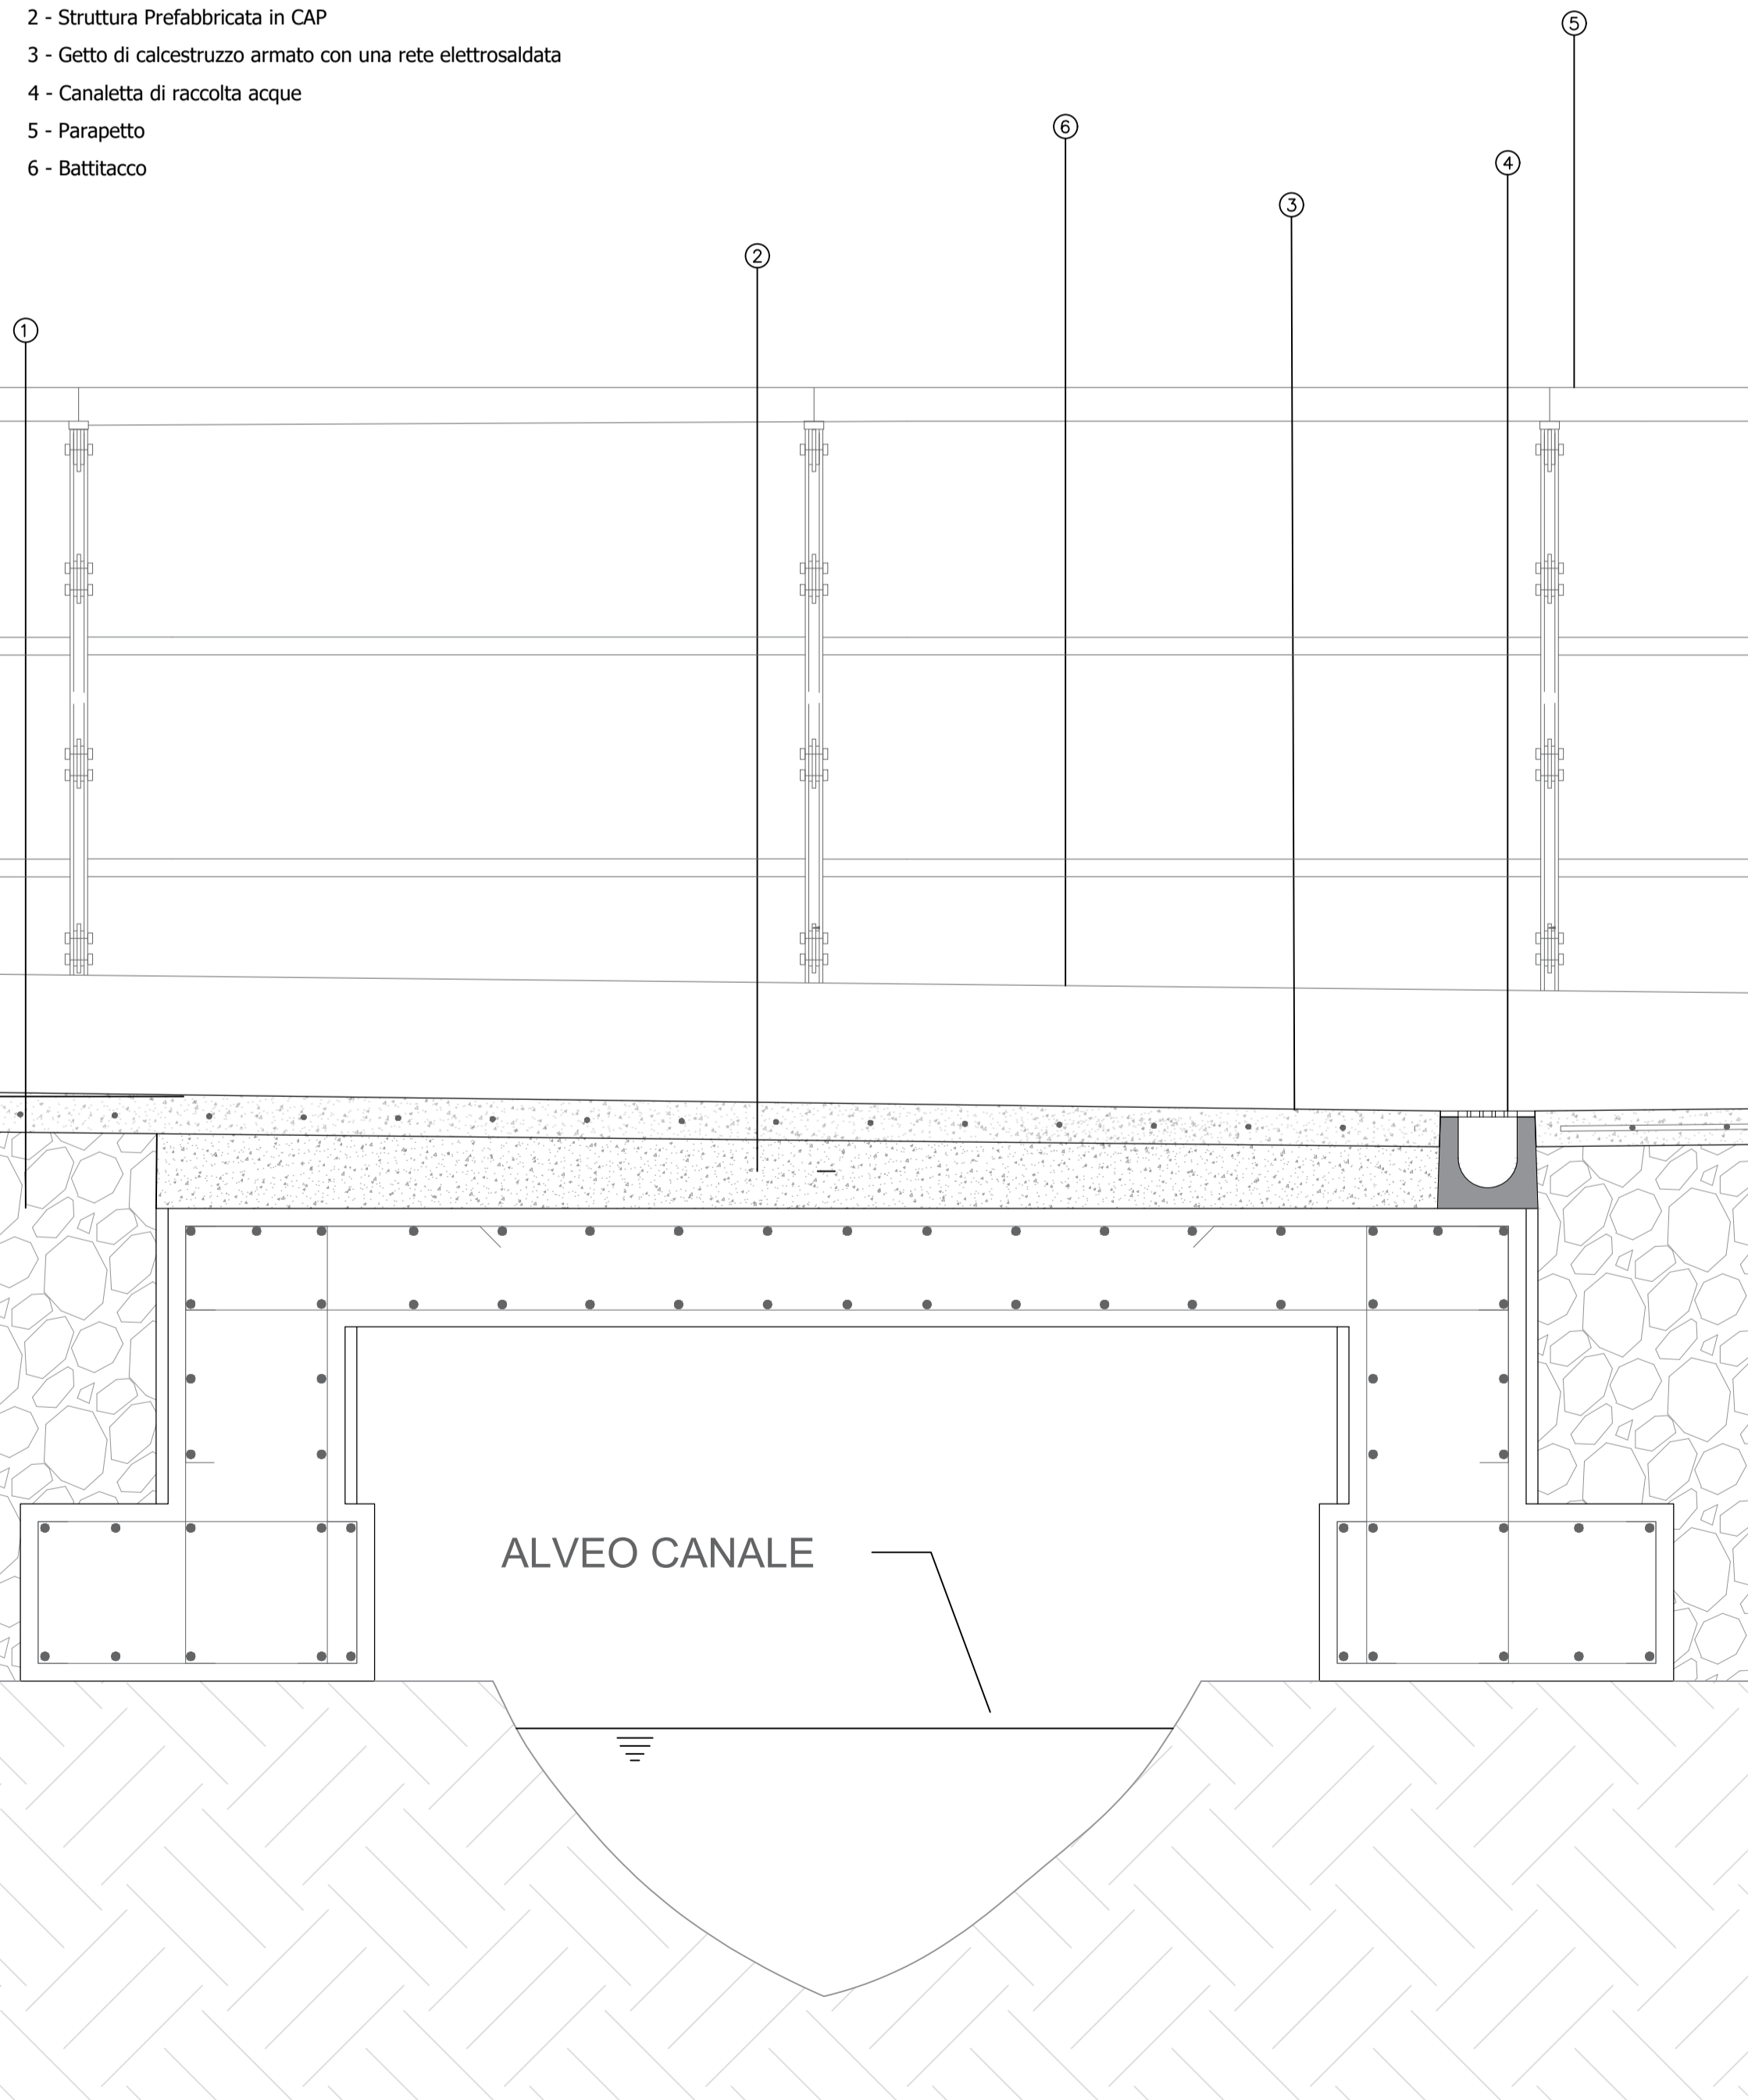 2 - Struttura Prefabbricata in CAP
3 - Getto di calcestruzzo armato con una rete elettrosaldata
4 - Canaletta di raccolta acque
5 - Parapetto
6 - Battitacco
5
6
4
3
2
1
ALVEO CANALE